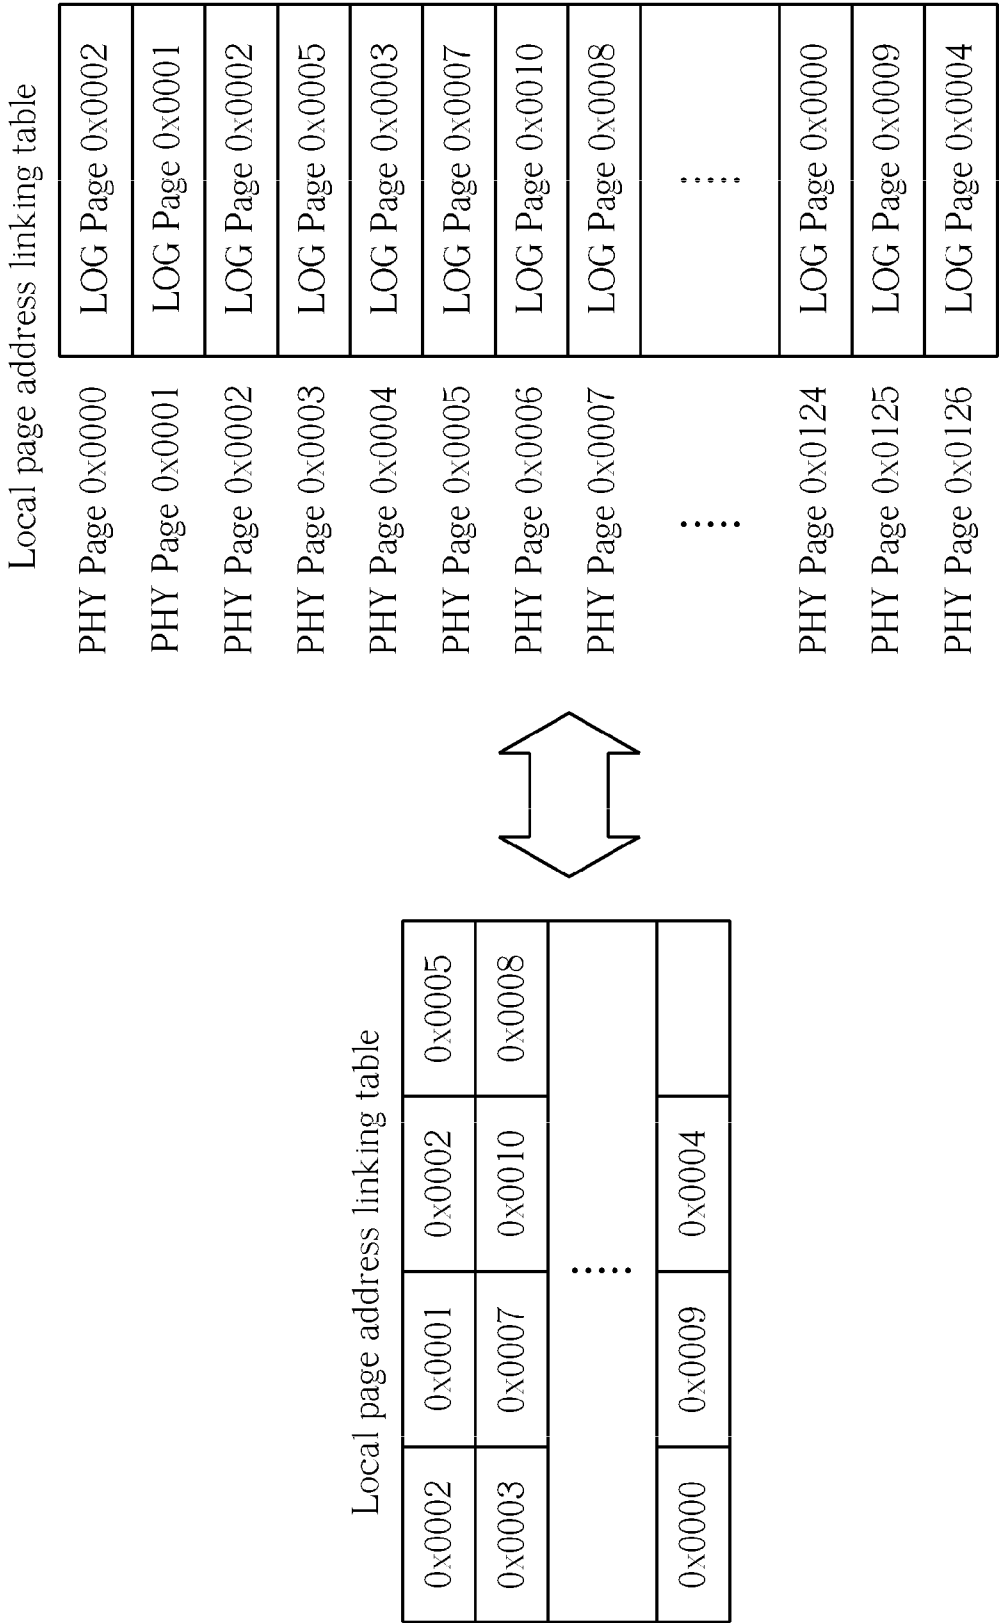 Local page address linking table
0x0002 0x0001 0x0002 0x0005
0x0003 0x0007 0x0010 0x0008
.....
0x0000 0x0009 0x0004
Local page address linking table
PHY Page 0x0000 LOG Page 0x0002
PHY Page 0x0001 LOG Page 0x0001
PHY Page 0x0002 LOG Page 0x0002
PHY Page 0x0003 LOG Page 0x0005
PHY Page 0x0004 LOG Page 0x0003
PHY Page 0x0005 LOG Page 0x0007
PHY Page 0x0006 LOG Page 0x0010
PHY Page 0x0007 LOG Page 0x0008
..... .....
PHY Page 0x0124 LOG Page 0x0000
PHY Page 0x0125 LOG Page 0x0009
PHY Page 0x0126 LOG Page 0x0004